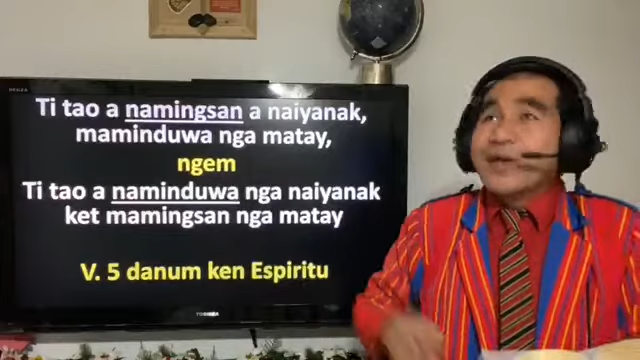 Ti tao a namingsan a naiyanak,
maminduwa nga matay,
ngem
Ti tao a naminduwa nga naiyanak
ket mamingsan nga matay
V. 5 danum ken Espiritu
TOSHIBA